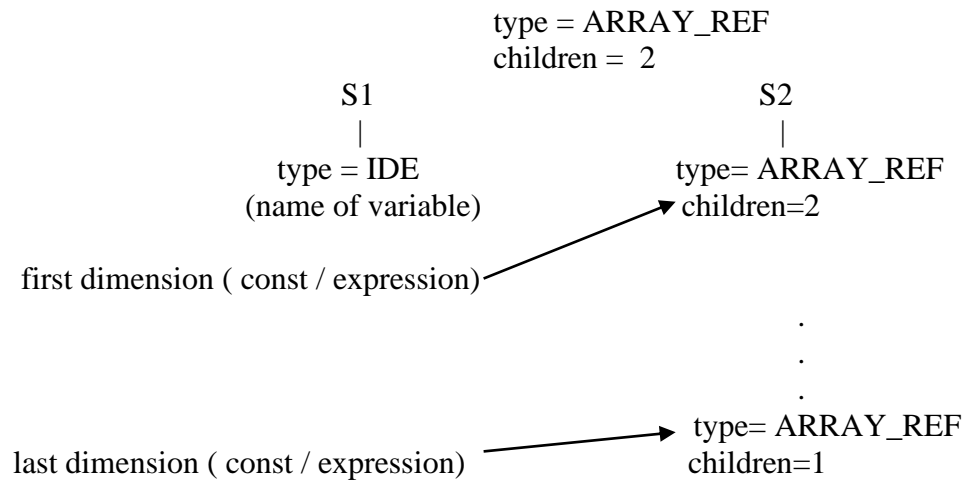 type = ARRAY_REF
children = 2
S1 S2
| |
type = IDE type= ARRAY_REF
(name of variable) children=2
first dimension ( const / expression)
.
.
.
type= ARRAY_REF
last dimension ( const / expression) children=1